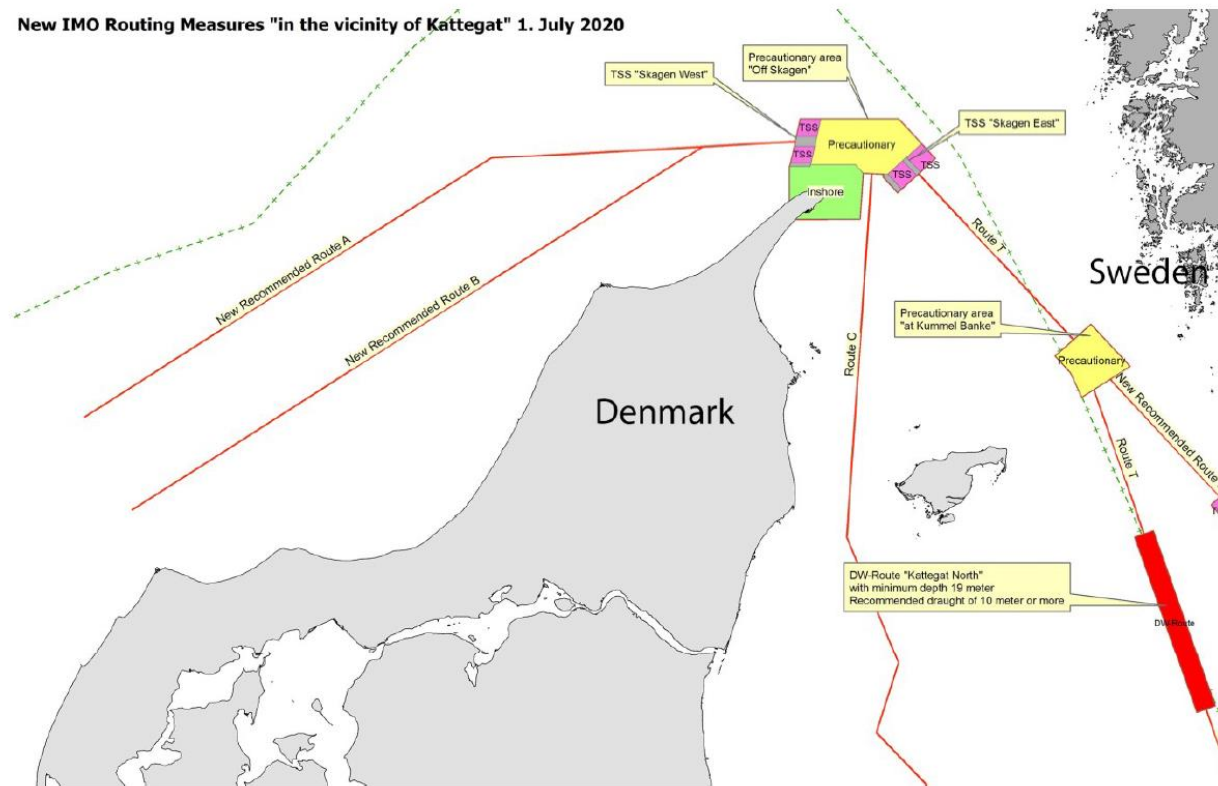 New IMO Routing Measures "in the vicinity of Kattegat" 1. July 2020
Precautionary area
"Off Skagen"
TSS "Skagen West"
TSS "Skagen East"
TSS
Precautionary
TSS
TSS
TSS
Inshore
New Recommended Route A
New Recommended Route B
Route T
Sweden
Precautionary area
"at Kummel Banke"
Route C
Precautionary
Denmark
New Recommended Route
Route T
DW-Route "Kattegat North"
with minimum depth 19 meter
Recommended draught of 10 meter or more
DW-Route